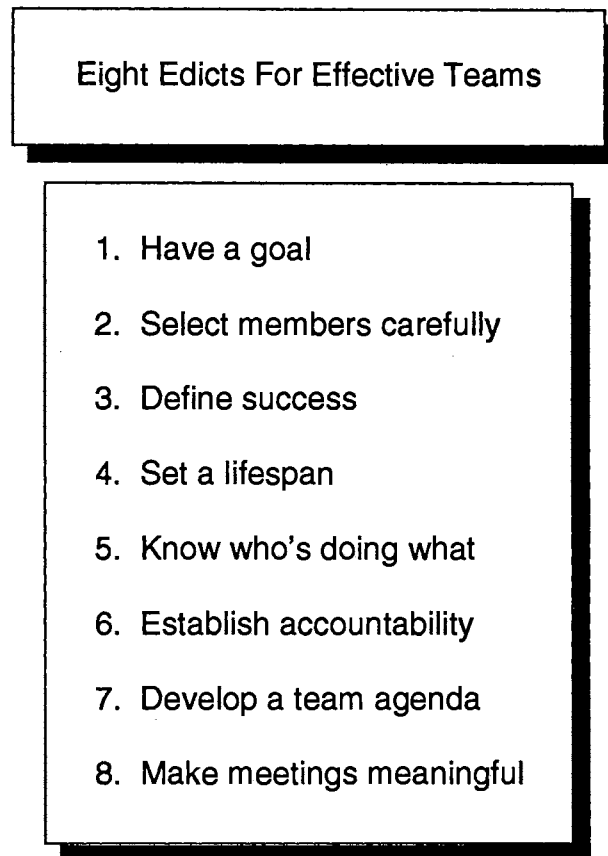 Eight Edicts For Effective Teams
1. Have a goal
2. Select members carefully
3. Define success
4. Set a lifespan
5. Know who's doing what
6. Establish accountability
7. Develop a team agenda
8. Make meetings meaningful